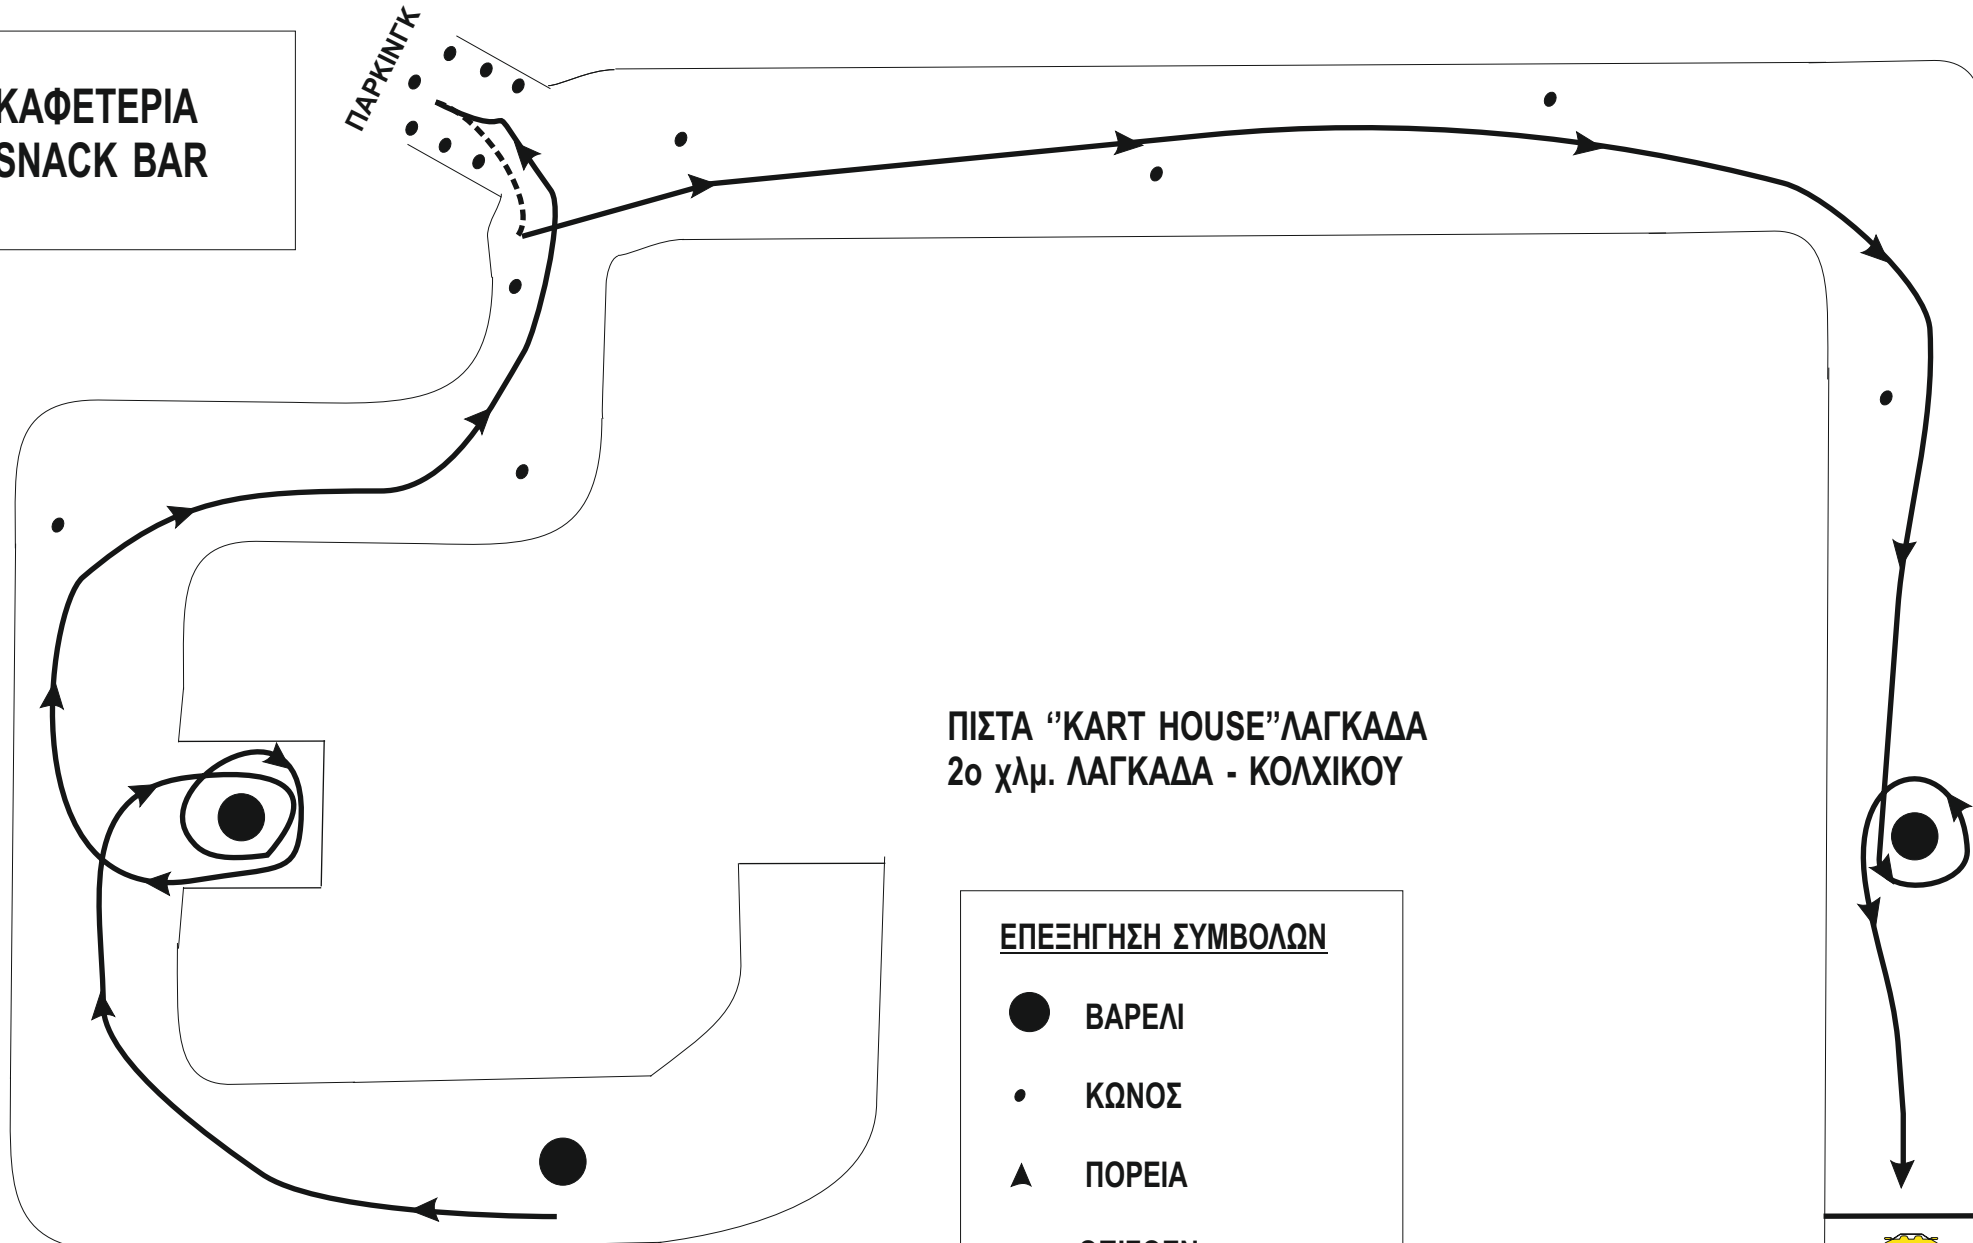 ΠΑΡΚΙΝΓΚ
ΚΑΦΕΤΕΡΙΑ
SNACK BAR
ΠΙΣΤΑ ‘’KART HOUSE’’ΛΑΓΚΑΔΑ
2ο χλμ. ΛΑΓΚΑΔΑ - ΚΟΛΧΙΚΟΥ
ΕΠΕΞΗΓΗΣΗ ΣΥΜΒΟΛΩΝ
ΒΑΡΕΛΙ
ΚΩΝΟΣ
ΠΟΡΕΙΑ